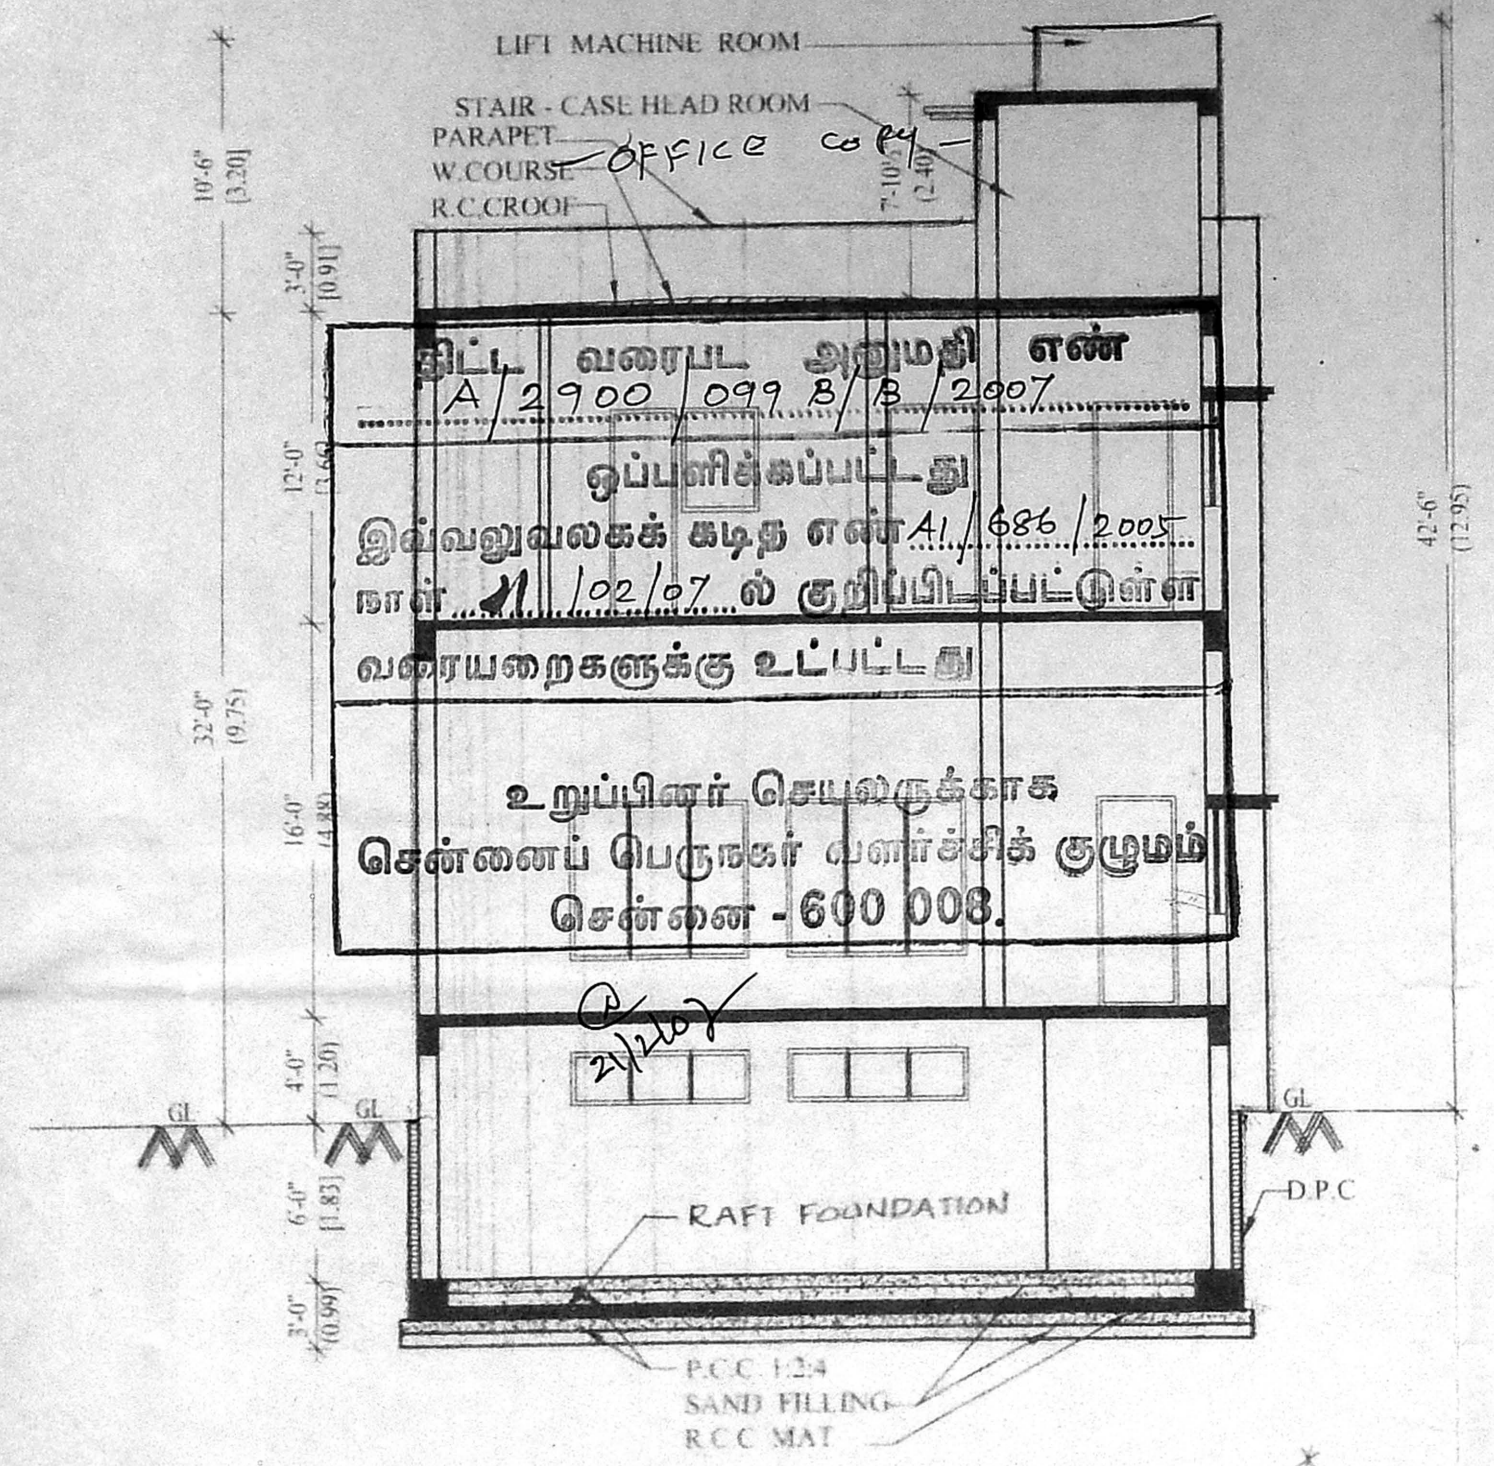 LIFT MACHINE ROOM
STAIR - CASE HEAD ROOM
PARAPET
W.COURSE
OFFICE COPY
R.C.CROOF
10'-6"
[3.20]
7'-10½"
(2.40)
3'-0"
[0.91]
திட்ட வரைபட அனுமதி எண்
A/2900/099 B/B/2007
ஒப்பளிக்கப்பட்டது
இவ்வலுவலகக் கடித எண் A1/686/2005
நாள் /02/07 ல் குறிப்பிடப்பட்டுள்ள
வரையறைகளுக்கு உட்பட்டது
உறுப்பினர் செயலருக்காக
சென்னைப் பெருநகர் வளர்ச்சிக் குழுமம்
சென்னை - 600 008.
12'-0"
42'-6"
(12.95)
32'-0"
(9.75)
16'-0"
(4.88)
21/2/07
4'-0"
(1.20)
GL
GL
GL
6'-0"
[1.83]
D.P.C
RAFT FOUNDATION
3'-0"
(0.99)
P.C.C 1:2:4
SAND FILLING
R C C MAT